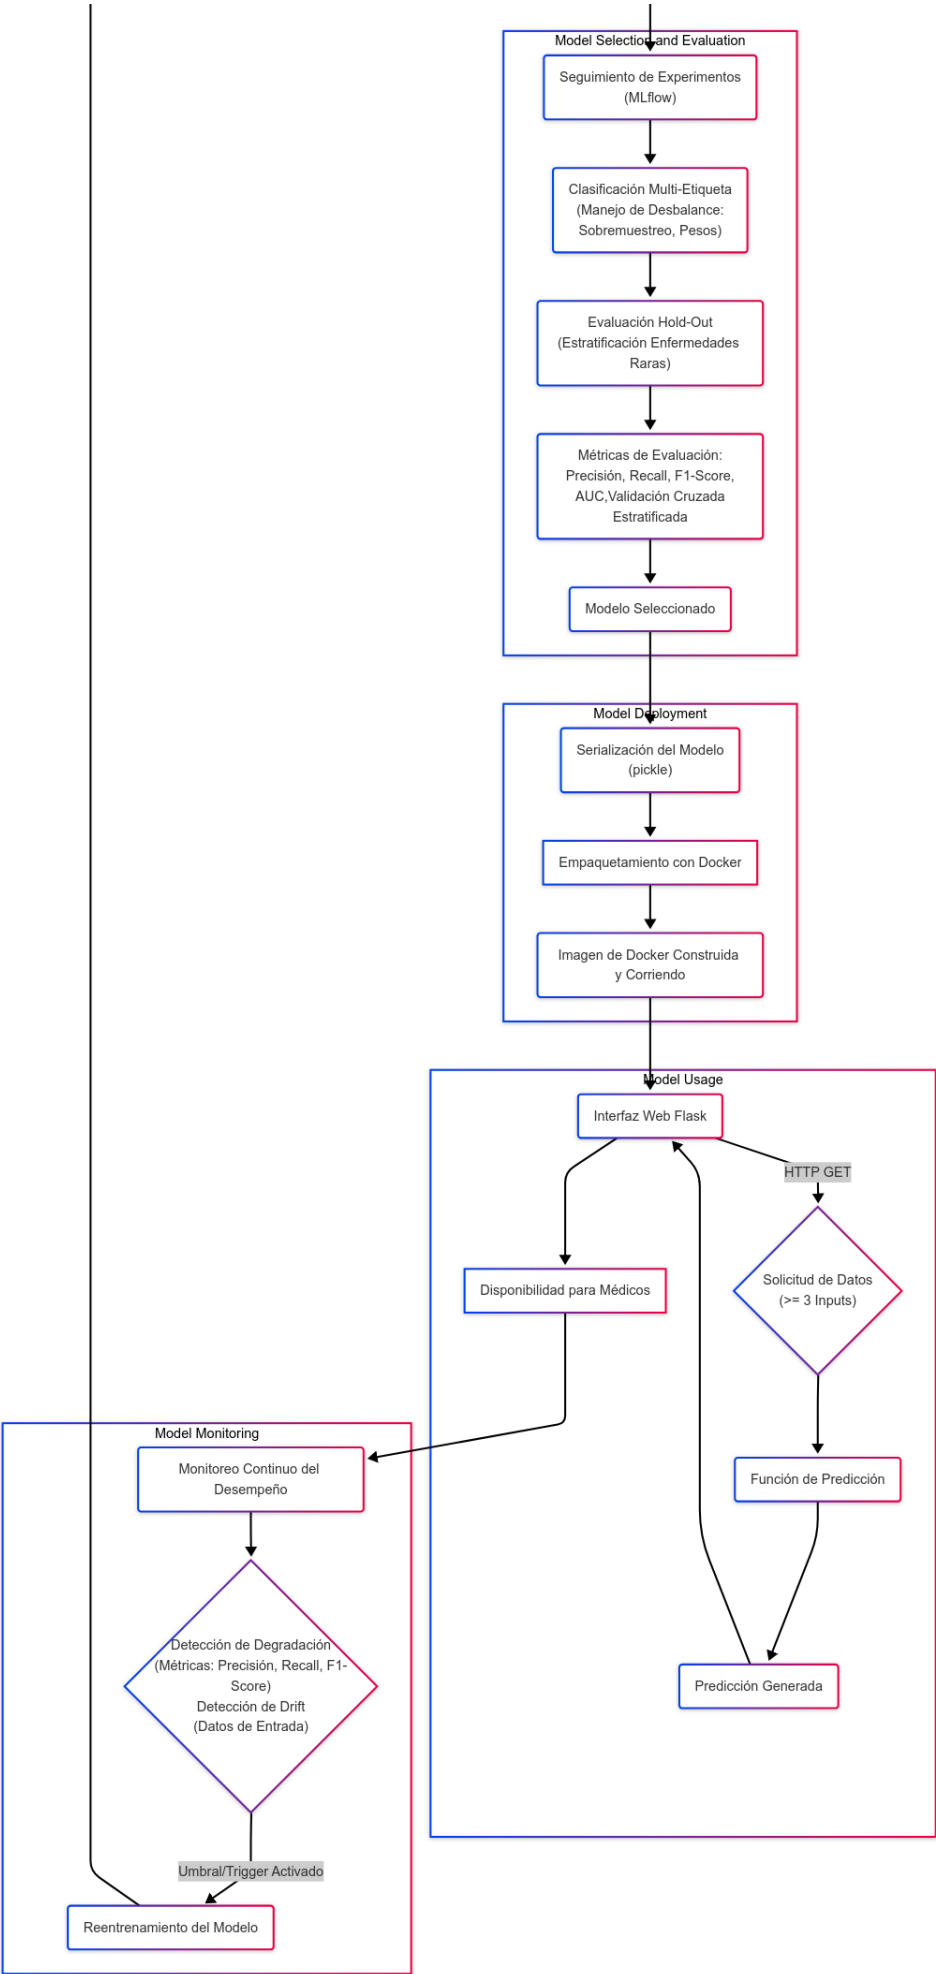 Model Selection and Evaluation
Seguimiento de Experimentos
(MLflow)
Clasificación Multi-Etiqueta
(Manejo de Desbalance:
Sobremuestreo, Pesos)
Evaluación Hold-Out
(Estratificación Enfermedades
Raras)
Métricas de Evaluación:
Precisión, Recall, F1-Score,
AUC,Validación Cruzada
Estratificada
Modelo Seleccionado
Model Deployment
Serialización del Modelo
(pickle)
Empaquetamiento con Docker
Imagen de Docker Construida
y Corriendo
Model Usage
Interfaz Web Flask
HTTP GET
Solicitud de Datos
(>= 3 Inputs)
Disponibilidad para Médicos
Función de Predicción
Predicción Generada
Model Monitoring
Monitoreo Continuo del
Desempeño
Detección de Degradación
(Métricas: Precisión, Recall, F1-
Score)
Detección de Drift
(Datos de Entrada)
Umbral/Trigger Activado
Reentrenamiento del Modelo